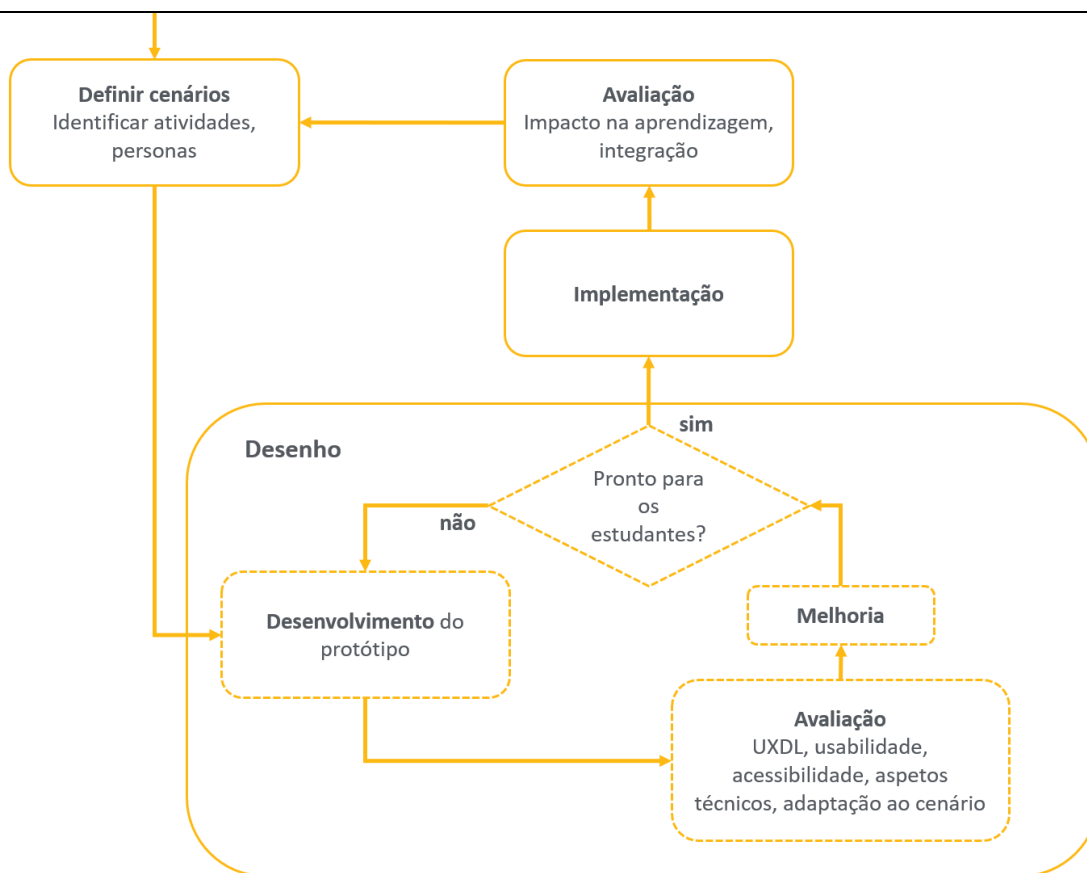 Definir cenários
Identificar atividades,
personas
Avaliação
Impacto na aprendizagem,
integração
Implementação
Desenho
sim
Pronto para
os
estudantes?
não
Desenvolvimento do
protótipo
Melhoria
Avaliação
UXDL, usabilidade,
acessibilidade, aspetos
técnicos, adaptação ao cenário